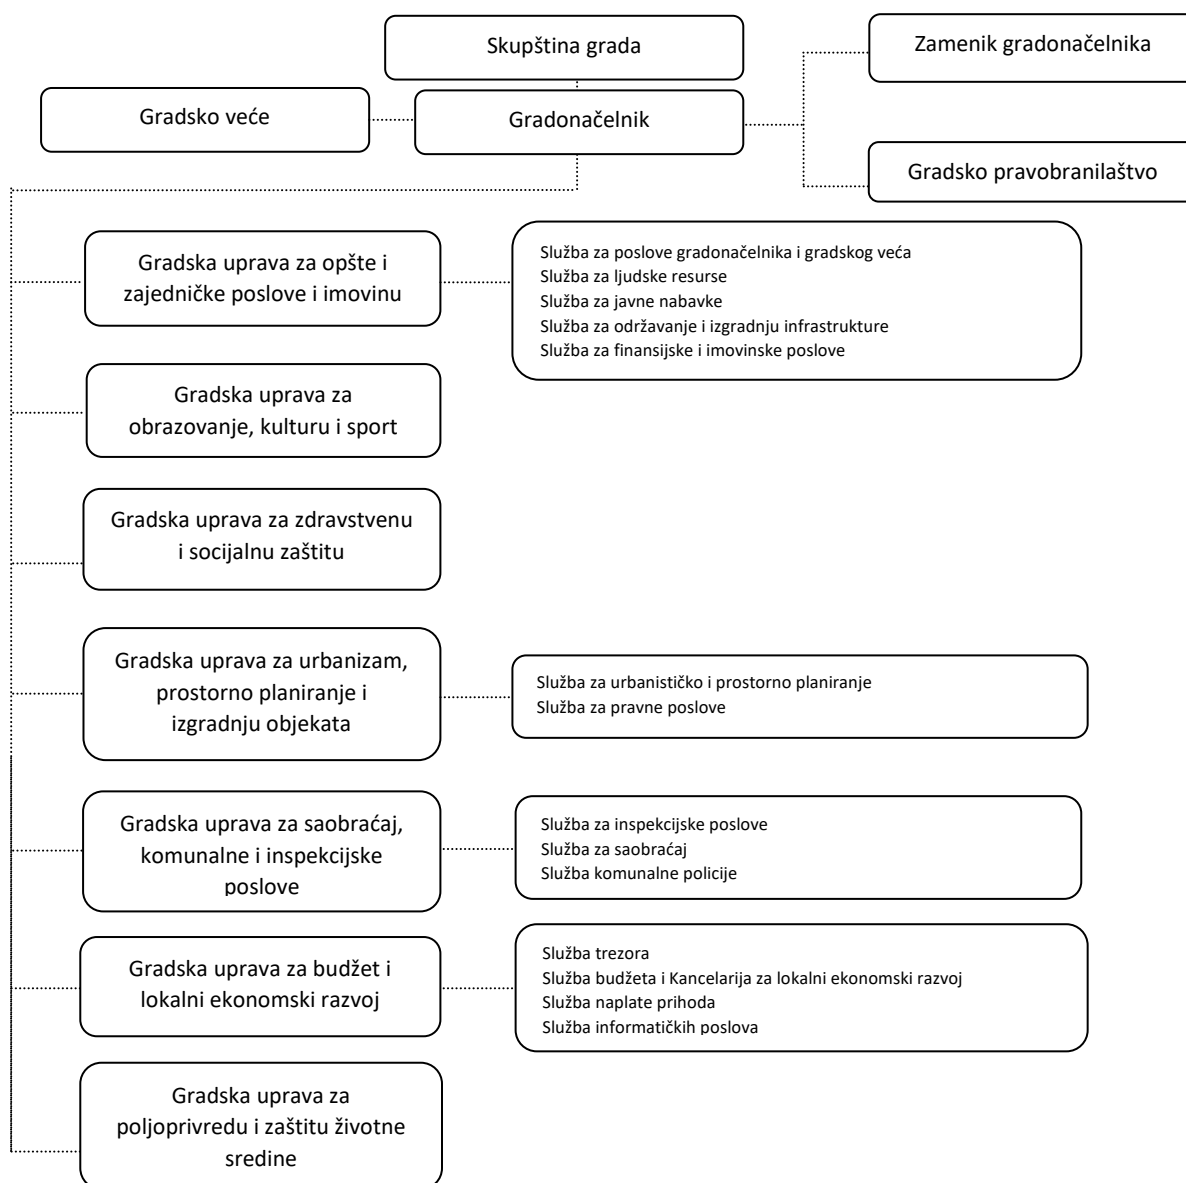 Skupština grada
Zamenik gradonačelnika
Gradsko veće
Gradonačelnik
Gradsko pravobranilaštvo
Gradska uprava za opšte i
zajedničke poslove i imovinu
Služba za poslove gradonačelnika i gradskog veća
Služba za ljudske resurse
Služba za javne nabavke
Služba za održavanje i izgradnju infrastrukture
Služba za finansijske i imovinske poslove
Gradska uprava za
obrazovanje, kulturu i sport
Gradska uprava za zdravstvenu
i socijalnu zaštitu
Gradska uprava za urbanizam,
prostorno planiranje i
izgradnju objekata
Služba za urbanističko i prostorno planiranje
Služba za pravne poslove
Gradska uprava za saobraćaj,
komunalne i inspekcijske
poslove
Služba za inspekcijske poslove
Služba za saobraćaj
Služba komunalne policije
Gradska uprava za budžet i
lokalni ekonomski razvoj
Služba trezora
Služba budžeta i Kancelarija za lokalni ekonomski razvoj
Služba naplate prihoda
Služba informatičkih poslova
Gradska uprava za
poljoprivredu i zaštitu životne
sredine